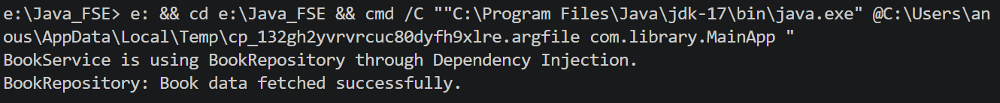 e:\Java_FSE> e: && cd e:\Java_FSE && cmd /C ""C:\Program Files\Java\jdk-17\bin\java.exe" @C:\Users\an
ous\AppData\Local\Temp\cp_132gh2yvrvrcuc80dyfh9xlre.argfile com.library.MainApp "
BookService is using BookRepository through Dependency Injection.
BookRepository: Book data fetched successfully.